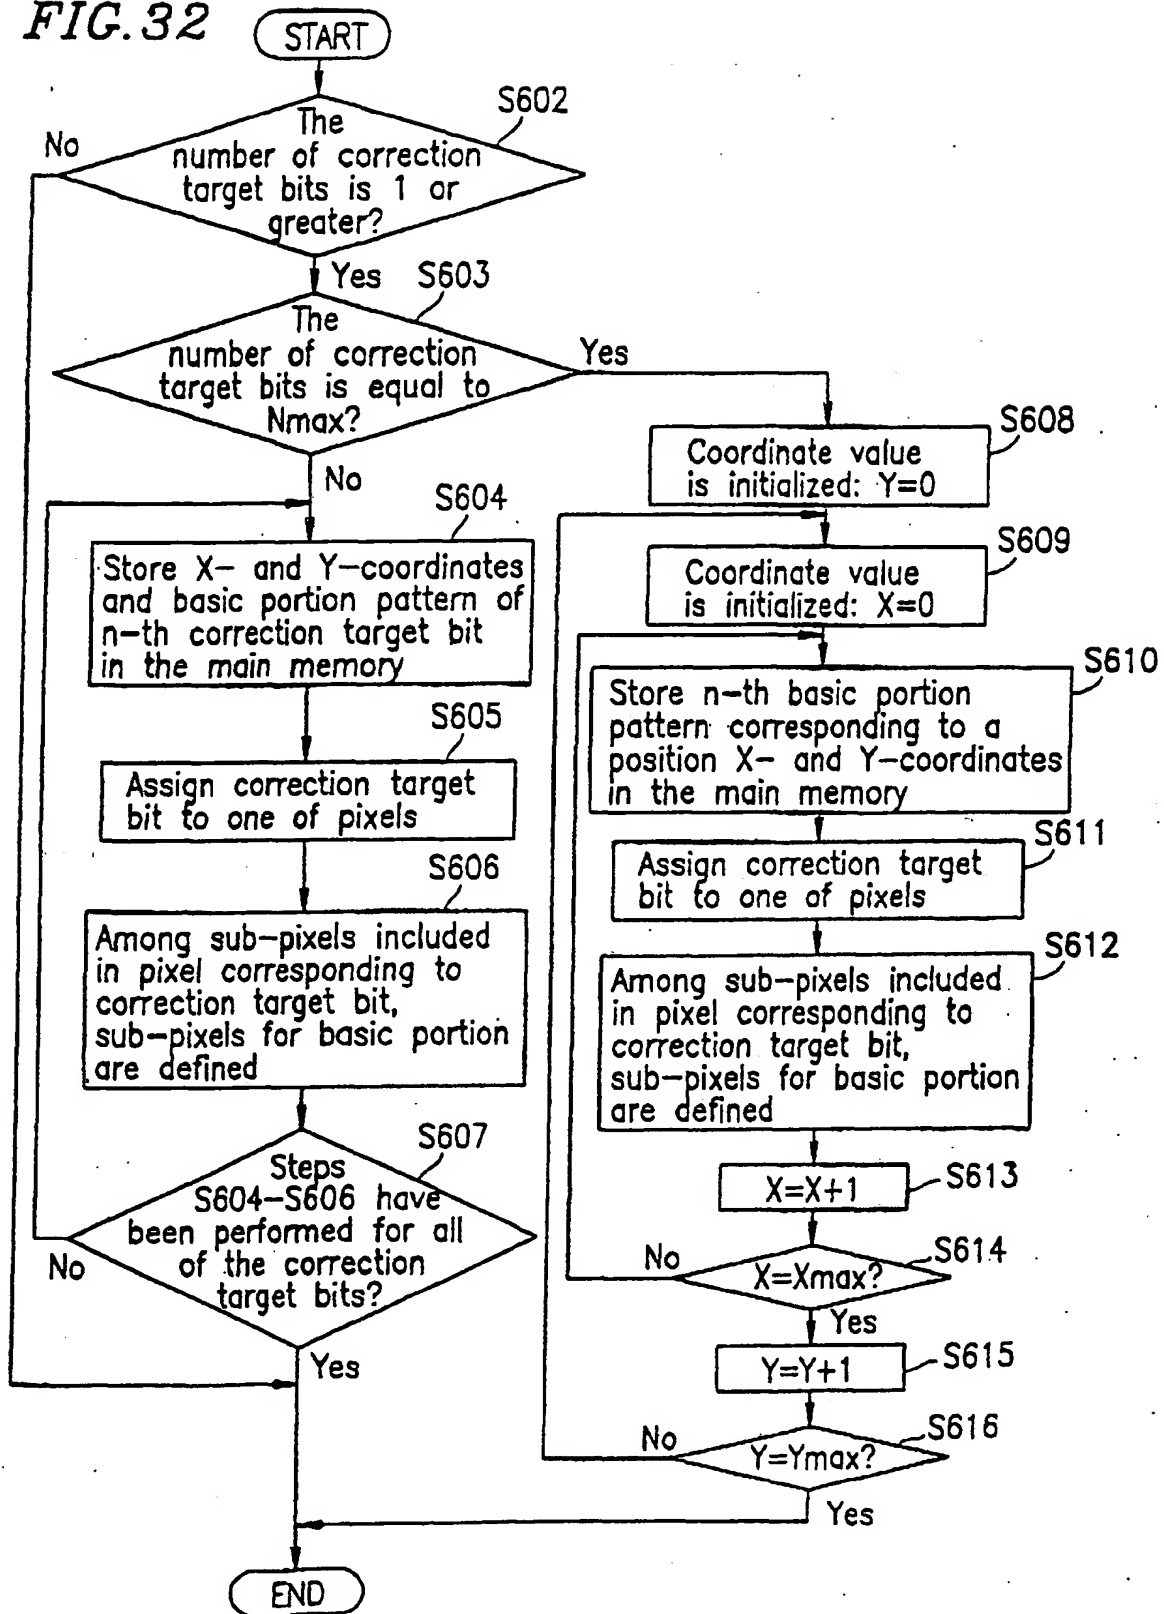 FIG.32
START
S602
The
number of correction
target bits is 1 or
greater?
No
Yes
S603
The
number of correction
target bits is equal to
Nmax?
Yes
No
S604
Store X- and Y-coordinates
and basic portion pattern of
n-th correction target bit
in the main memory
S605
Assign correction target
bit to one of pixels
S606
Among sub-pixels included
in pixel corresponding to
correction target bit,
sub-pixels for basic portion
are defined
S607
Steps
S604-S606 have
been performed for all
of the correction
target bits?
No
Yes
S608
Coordinate value
is initialized: Y=0
S609
Coordinate value
is initialized: X=0
S610
Store n-th basic portion
pattern corresponding to a
position X- and Y-coordinates
in the main memory
S611
Assign correction target
bit to one of pixels
S612
Among sub-pixels included
in pixel corresponding to
correction target bit,
sub-pixels for basic portion
are defined
X=X+1
S613
No
X=Xmax?
S614
Yes
Y=Y+1
S615
No
Y=Ymax?
S616
Yes
END